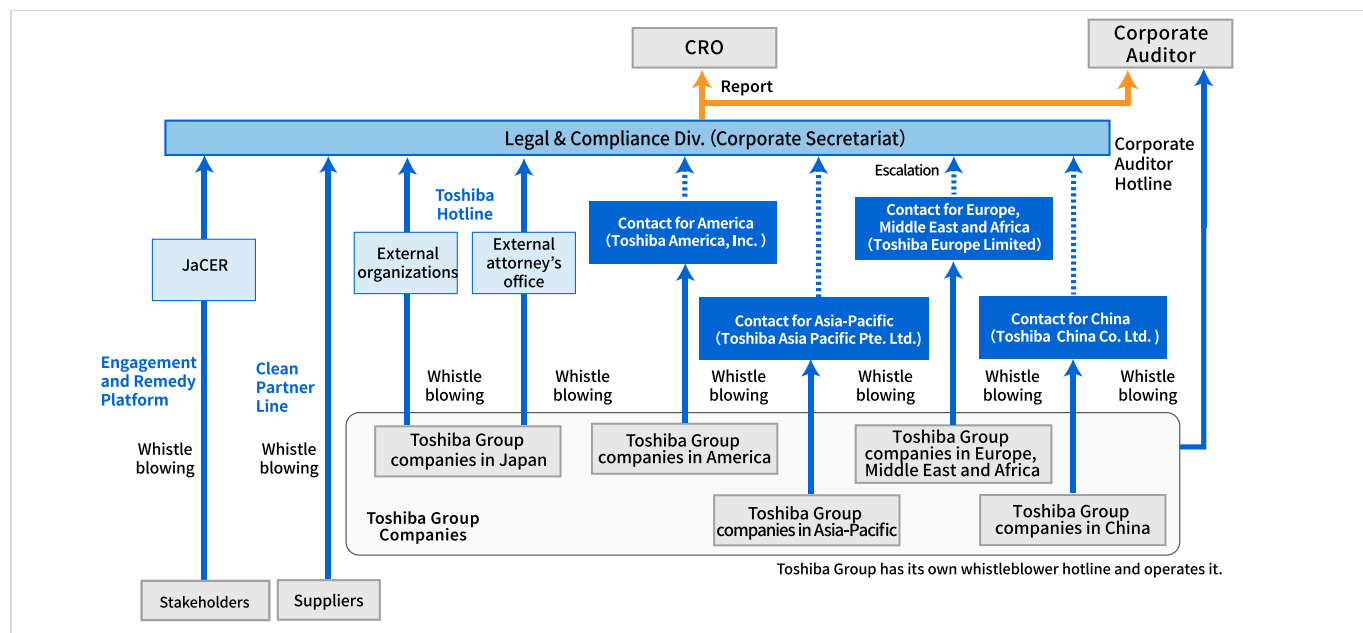 CRO
Corporate
Auditor
Report
Legal & Compliance Div. (Corporate Secretariat)
Corporate
Auditor
Hotline
Escalation
Toshiba
Hotline
Contact for America
(Toshiba America, Inc. )
Contact for Europe,
Middle East and Africa
(Toshiba Europe Limited)
JaCER
External
organizations
External
attorney's
office
Contact for Asia-Pacific
(Toshiba Asia Pacific Pte. Ltd.)
Contact for China
(Toshiba China Co. Ltd. )
Engagement
and Remedy
Platform
Clean
Partner
Line
Whistle
blowing
Whistle
blowing
Whistle
blowing
Whistle
blowing
Whistle
blowing
Whistle
blowing
Whistle
blowing
Whistle
blowing
Toshiba Group
companies in Japan
Toshiba Group
companies in America
Toshiba Group
companies in Europe,
Middle East and Africa
Toshiba Group
Companies
Toshiba Group
companies in Asia-Pacific
Toshiba Group
companies in China
Toshiba Group has its own whistleblower hotline and operates it.
Stakeholders
Suppliers